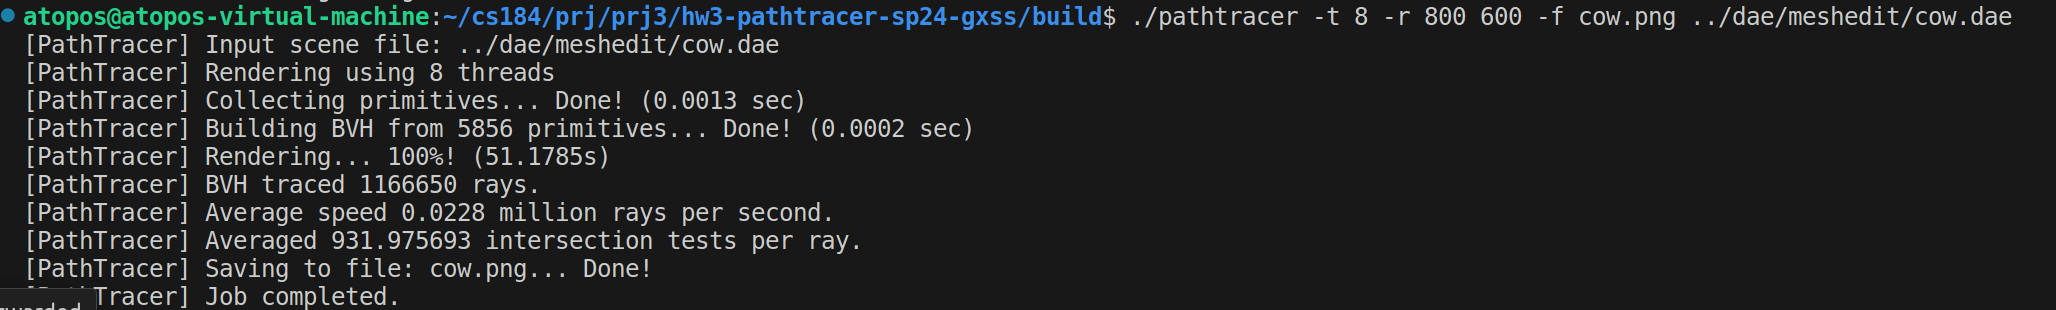 atopos@atopos-virtual-machine:~/cs184/prj/prj3/hw3-pathtracer-sp24-gxss/build$ ./pathtracer -t 8 -r 800 600 -f cow.png ../dae/meshedit/cow.dae
[PathTracer] Input scene file: ../dae/meshedit/cow.dae
[PathTracer] Rendering using 8 threads
[PathTracer] Collecting primitives... Done! (0.0013 sec)
[PathTracer] Building BVH from 5856 primitives... Done! (0.0002 sec)
[PathTracer] Rendering... 100%! (51.1785s)
[PathTracer] BVH traced 1166650 rays.
[PathTracer] Average speed 0.0228 million rays per second.
[PathTracer] Averaged 931.975693 intersection tests per ray.
[PathTracer] Saving to file: cow.png... Done!
[PathTracer] Job completed.